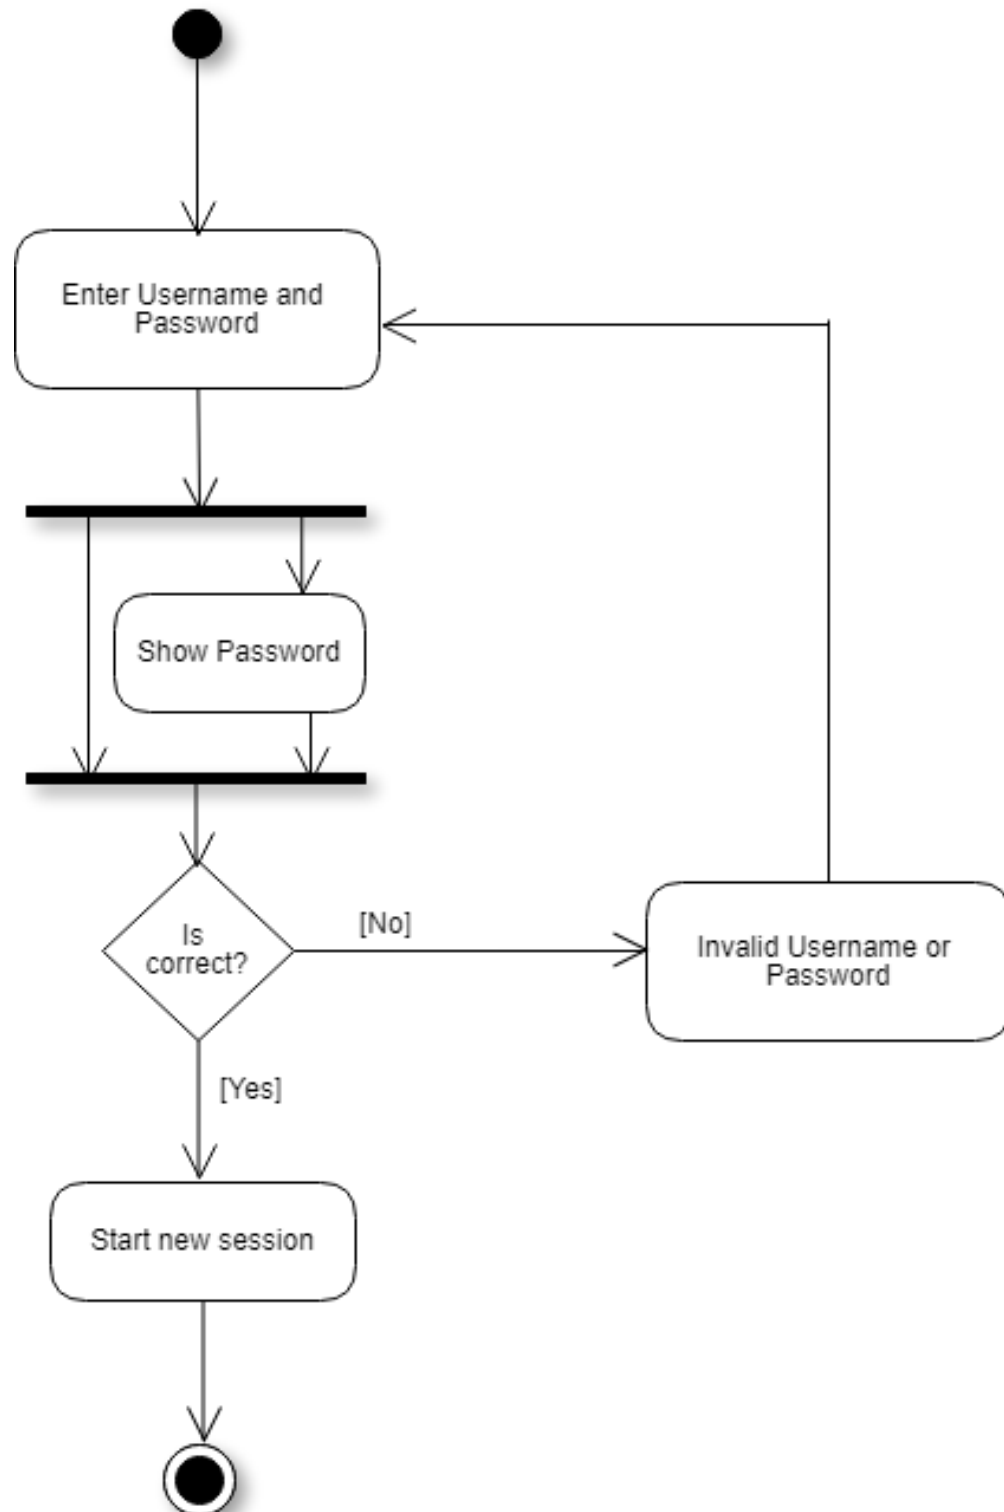 Enter Username and
Password
Show Password
Is
correct?
[No]
Invalid Username or
Password
[Yes]
Start new session